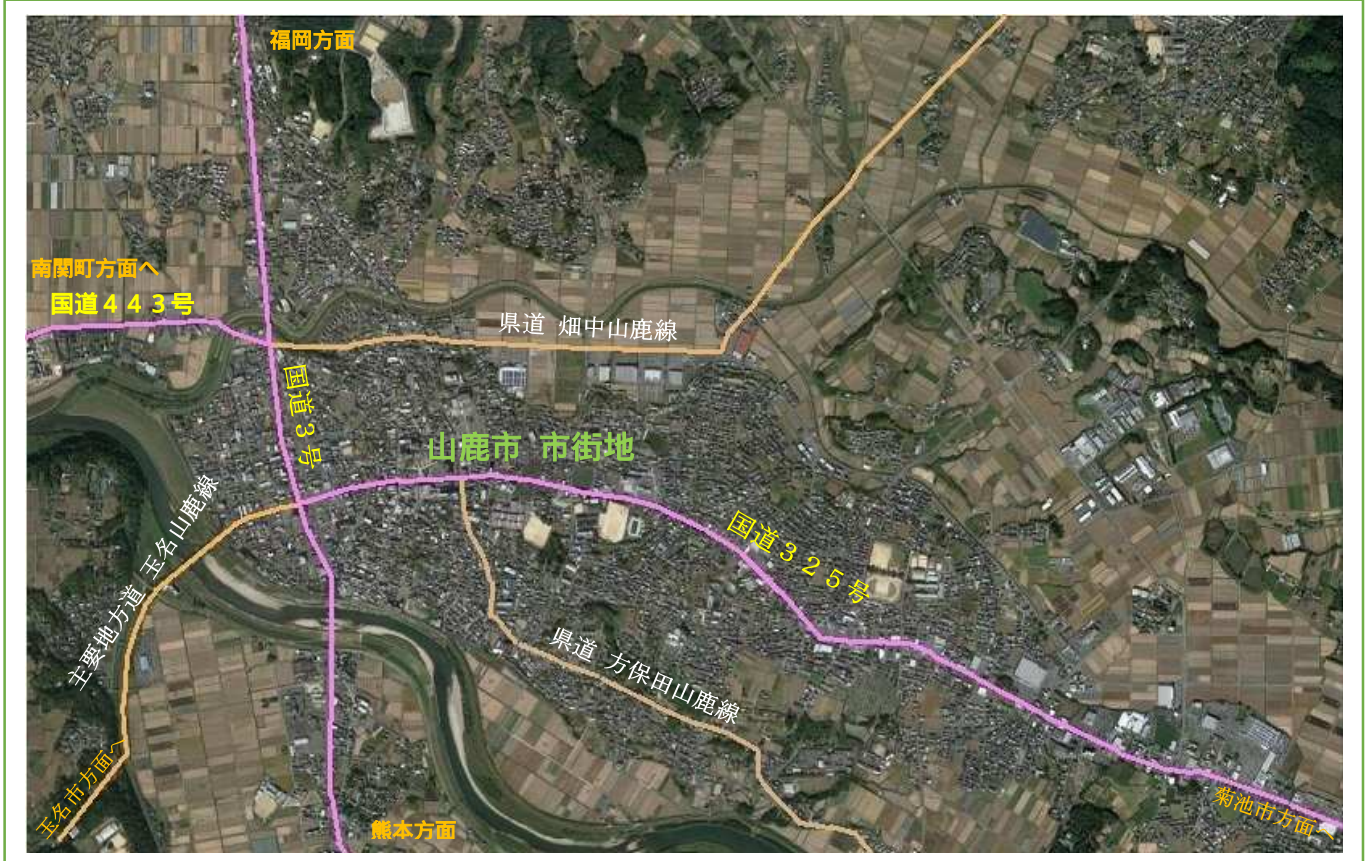 福岡方面
南関町方面へ
国道４４３号
県道 畑中山鹿線
国道３号
山鹿市 市街地
主要地方道 玉名山鹿線
国道３２５号
県道 方保田山鹿線
玉名市方面へ
熊本方面
菊池市方面へ